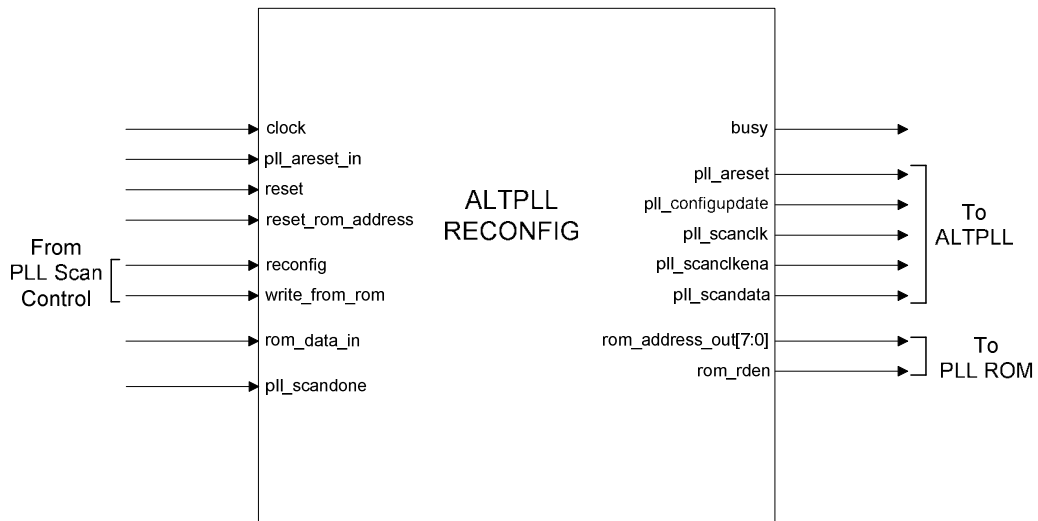 clock
pll_areset_in
reset
reset_rom_address
From
PLL Scan
Control
reconfig
write_from_rom
rom_data_in
pll_scandone
ALTPLL
RECONFIG
busy
pll_areset
pll_configupdate
pll_scanclk
pll_scanclkena
pll_scandata
To
ALTPLL
rom_address_out[7:0]
rom_rden
To
PLL ROM